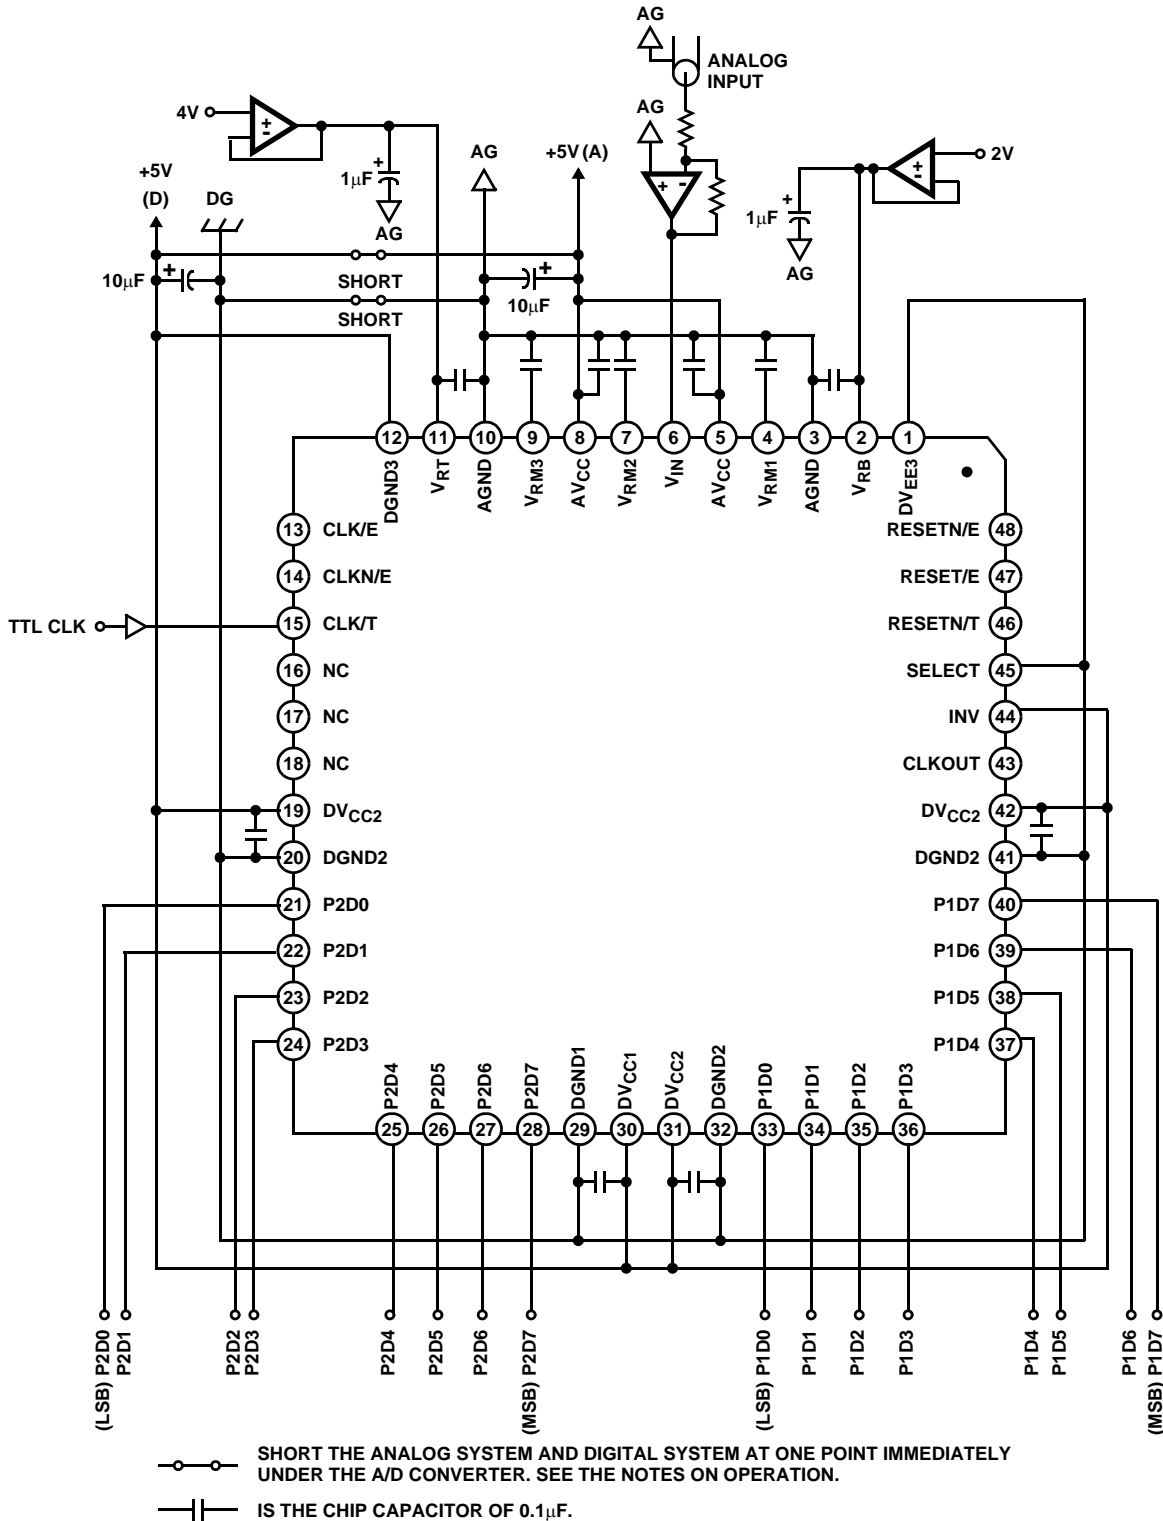 AG
ANALOG
INPUT
4V
AG
AG
+5V (A)
2V
+5V
(D)
DG
1μF
+
AG
1μF
+
AG
10μF
+
SHORT
+
10μF
SHORT
12
11
10
9
8
7
6
5
4
3
2
1
DGND3
VRT
AGND
VRM3
AVCC
VRM2
VIN
AVCC
VRM1
AGND
VRB
DVEE3
13 CLK/E
14 CLKN/E
TTL CLK
15 CLK/T
16 NC
17 NC
18 NC
19 DVCC2
20 DGND2
21 P2D0
22 P2D1
23 P2D2
24 P2D3
RESETN/E 48
RESET/E 47
RESETN/T 46
SELECT 45
INV 44
CLKOUT 43
DVCC2 42
DGND2 41
P1D7 40
P1D6 39
P1D5 38
P1D4 37
P2D4
P2D5
P2D6
P2D7
DGND1
DVCC1
DVCC2
DGND2
P1D0
P1D1
P1D2
P1D3
25
26
27
28
29
30
31
32
33
34
35
36
(LSB) P2D0
P2D1
P2D2
P2D3
P2D4
P2D5
P2D6
(MSB) P2D7
(LSB) P1D0
P1D1
P1D2
P1D3
P1D4
P1D5
P1D6
(MSB) P1D7
SHORT THE ANALOG SYSTEM AND DIGITAL SYSTEM AT ONE POINT IMMEDIATELY
UNDER THE A/D CONVERTER. SEE THE NOTES ON OPERATION.
IS THE CHIP CAPACITOR OF 0.1μF.